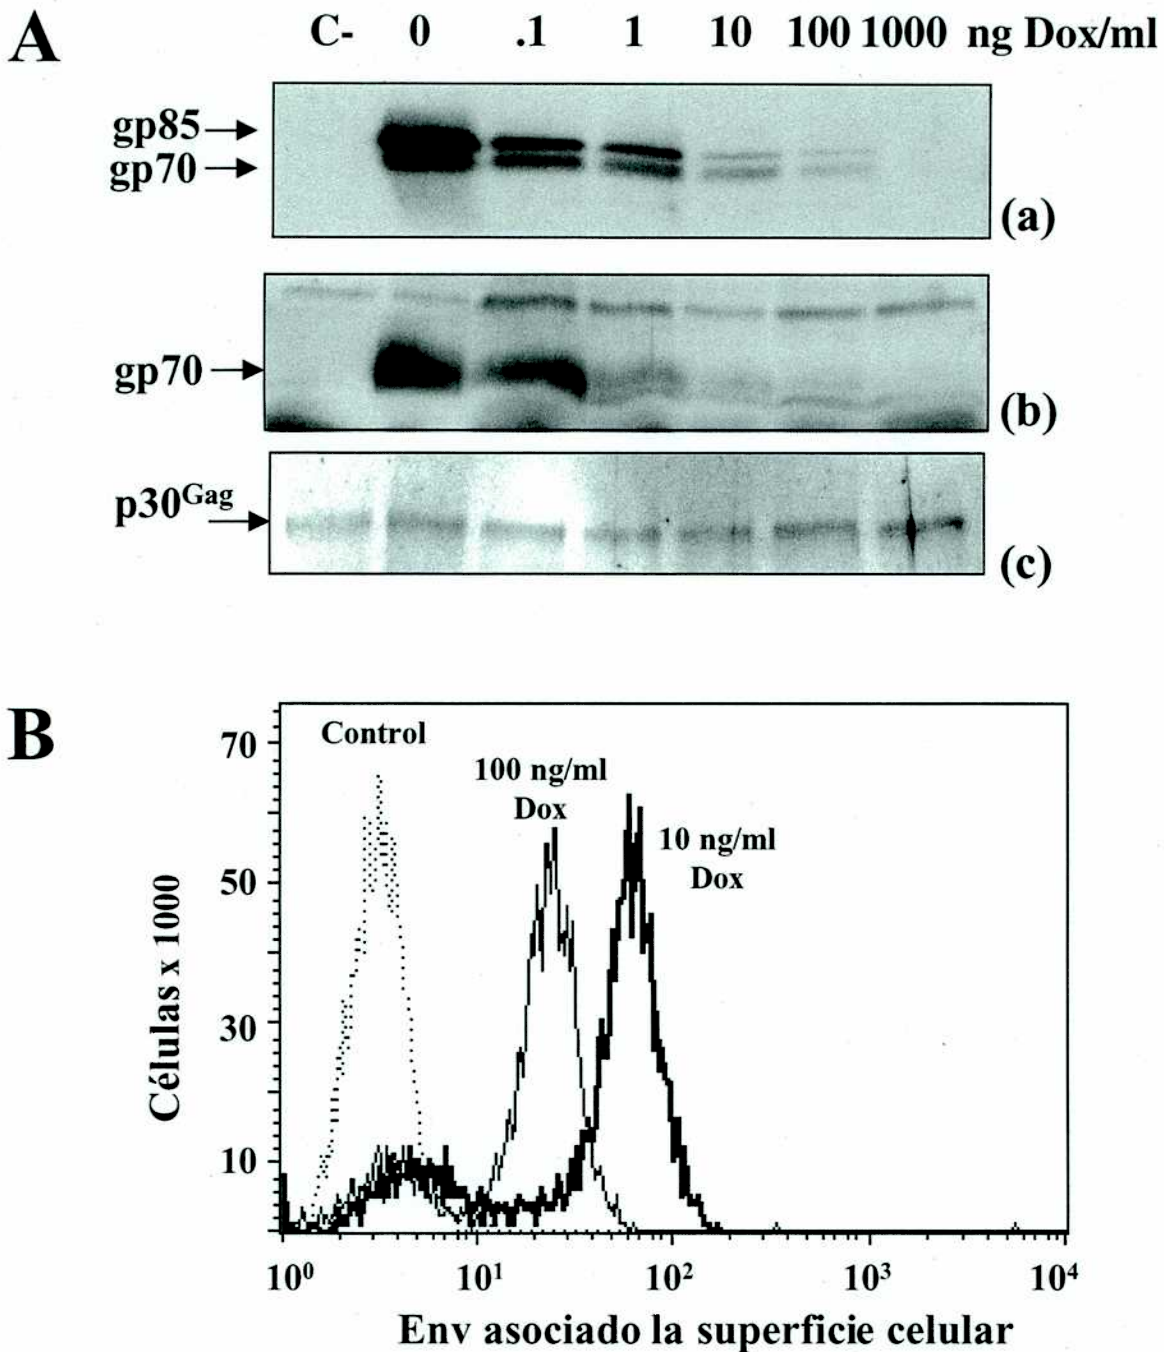 A
C- 0 .1 1 10 100 1000 ng Dox/ml
gp85
gp70
(a)
gp70
(b)
p30Gag
(c)
B
Control
100 ng/ml
Dox
10 ng/ml
Dox
70
50
30
10
Células x 1000
10⁰ 10¹ 10² 10³ 10⁴
Env asociado la superficie celular